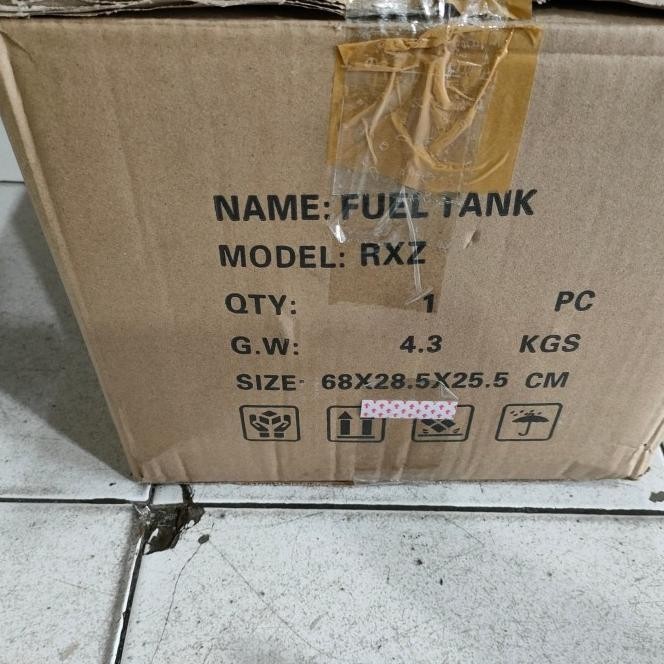 NAME: FUEL TANK
MODEL: RXZ
QTY: 1 PC
G.W: 4.3 KGS
SIZE: 68X28.5X25.5 CM